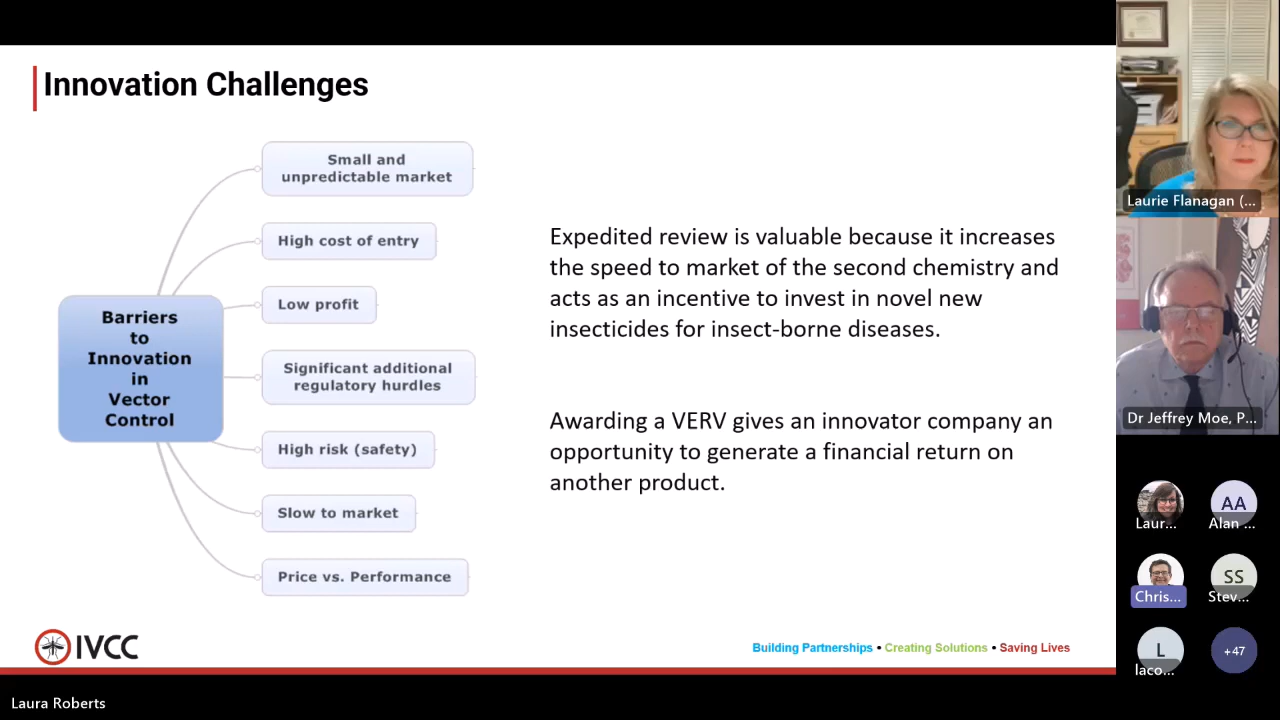 Innovation Challenges
Small and
unpredictable market
High cost of entry
Low profit
Significant additional
regulatory hurdles
High risk (safety)
Slow to market
Price vs. Performance
Barriers
to
Innovation
in
Vector
Control
Expedited review is valuable because it increases
the speed to market of the second chemistry and
acts as an incentive to invest in novel new
insecticides for insect-borne diseases.
Awarding a VERV gives an innovator company an
opportunity to generate a financial return on
another product.
IVCC
Building Partnerships • Creating Solutions • Saving Lives
Laura Roberts
Laurie Flanagan (...
Dr Jeffrey Moe, P...
Laur...
AA
Alan ...
Chris...
SS
Stev...
L
Iaco...
+47